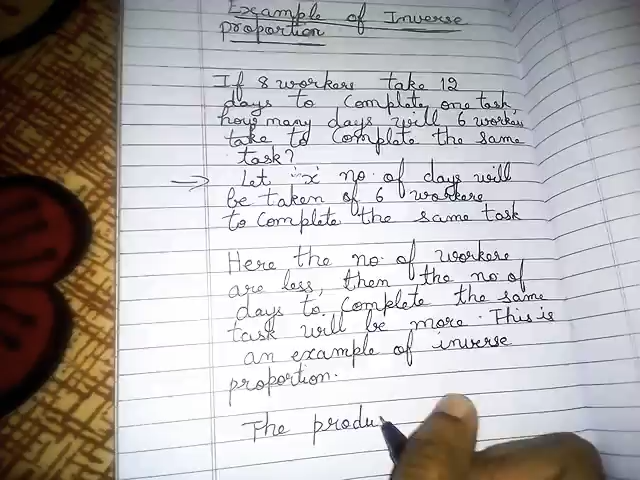 Example of Inverse
proportion
If 8 workers take 12
days to complete one task,
how many days will 6 workers
take to complete the same
task?
→ Let 'x' no. of days will
be taken of 6 workers
to complete the same task
Here the no. of workers
are less, then the no. of
days to complete the same
task will be more. This is
an example of inverse
proportion.
The produ